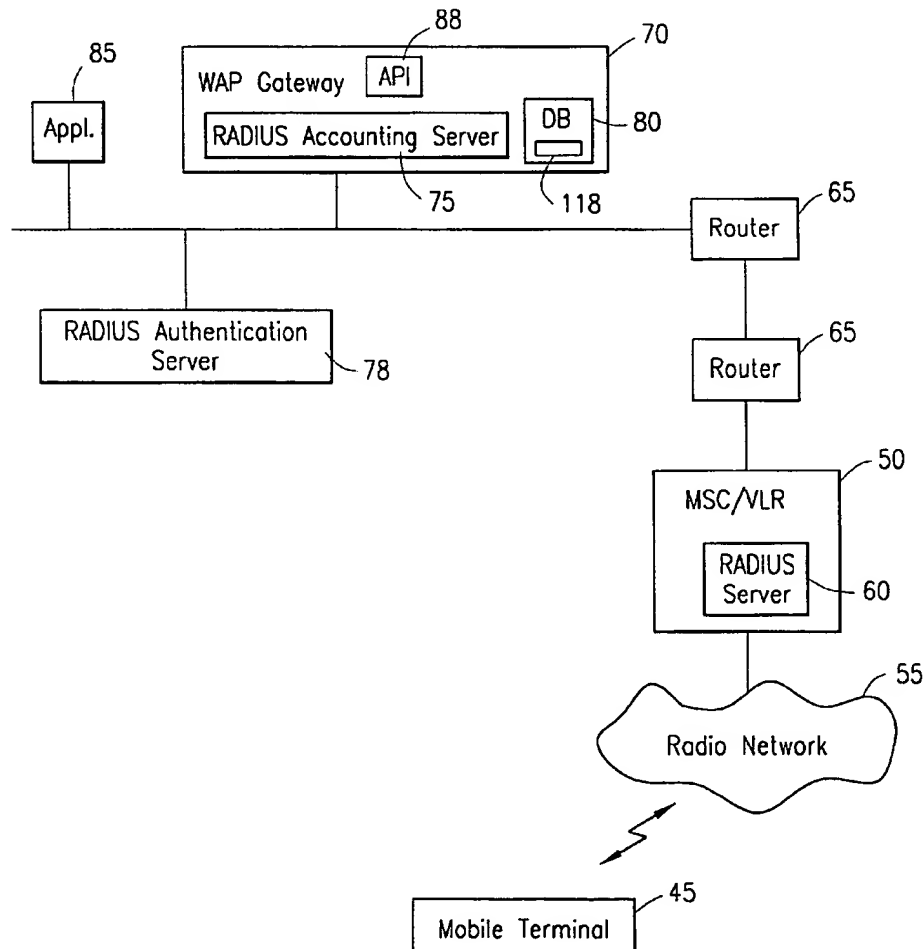 88
70
85
WAP Gateway
API
Appl.
DB
80
RADIUS Accounting Server
75
118
65
Router
RADIUS Authentication
Server
78
65
Router
50
MSC/VLR
RADIUS
Server
60
55
Radio Network
45
Mobile Terminal